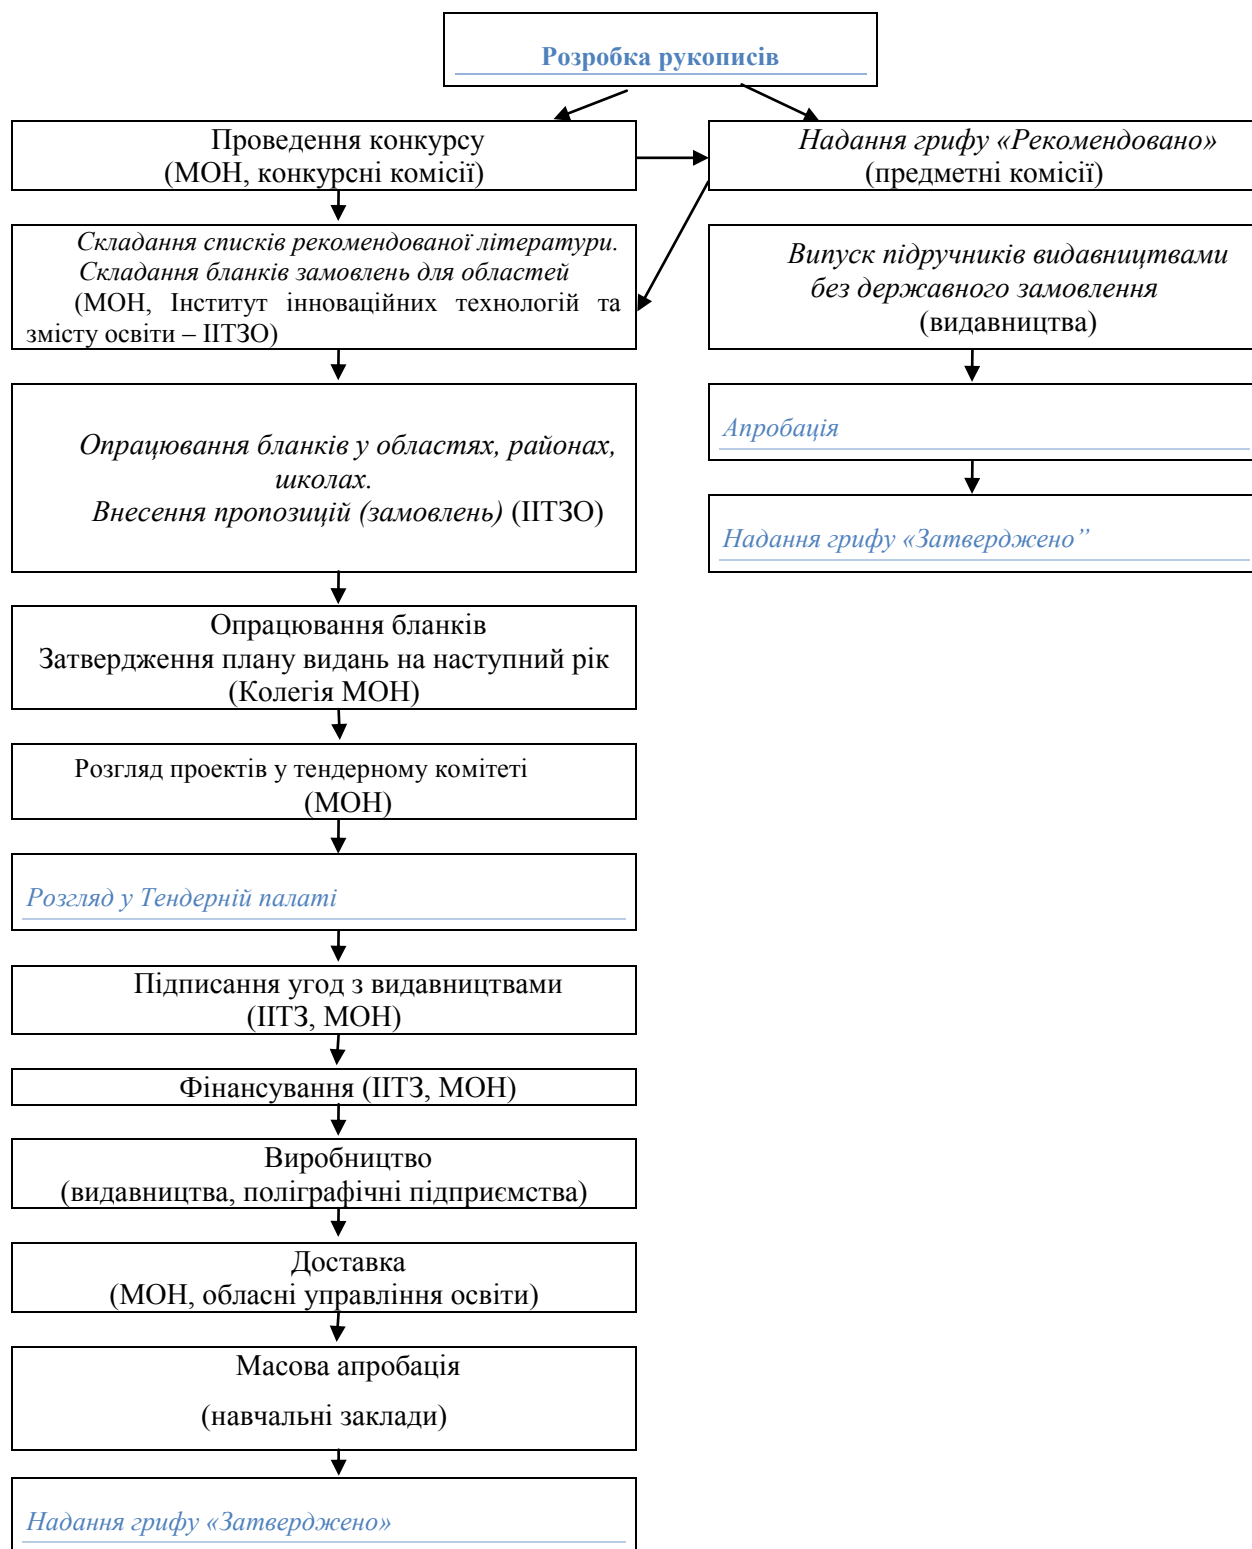 Розробка рукописів
Проведення конкурсу
(МОН, конкурсні комісії)
Надання грифу «Рекомендовано»
(предметні комісії)
Складання списків рекомендованої літератури.
Складання бланків замовлень для областей
(МОН, Інститут інноваційних технологій та
змісту освіти – ІІТЗО)
Випуск підручників видавництвами
без державного замовлення
(видавництва)
Опрацювання бланків у областях, районах,
школах.
Внесення пропозицій (замовлень) (ІІТЗО)
Апробація
Надання грифу «Затверджено”
Опрацювання бланків
Затвердження плану видань на наступний рік
(Колегія МОН)
Розгляд проектів у тендерному комітеті
(МОН)
Розгляд у Тендерній палаті
Підписання угод з видавництвами
(ІІТЗ, МОН)
Фінансування (ІІТЗ, МОН)
Виробництво
(видавництва, поліграфічні підприємства)
Доставка
(МОН, обласні управління освіти)
Масова апробація
(навчальні заклади)
Надання грифу «Затверджено»